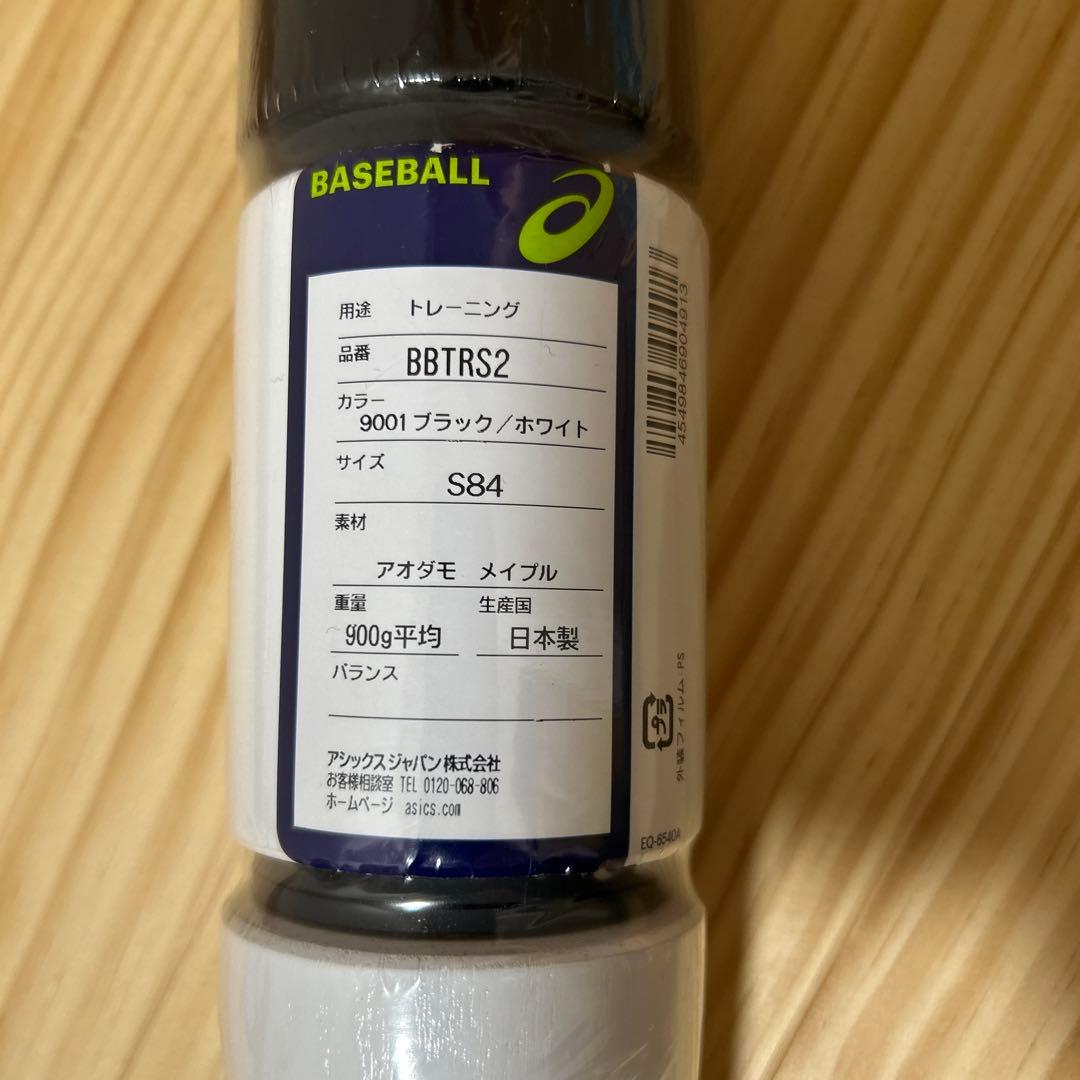 BASEBALL
用途 トレーニング
品番 BBTRS2
カラー
9001 ブラック／ホワイト
サイズ
S84
素材
アオダモ メイプル
重量 生産国
900g平均 日本製
バランス
アシックスジャパン株式会社
お客様相談室 TEL 0120-068-806
ホームページ asics.com
4549846904913
プラ
外装フィルム:PS
EQ-6540A